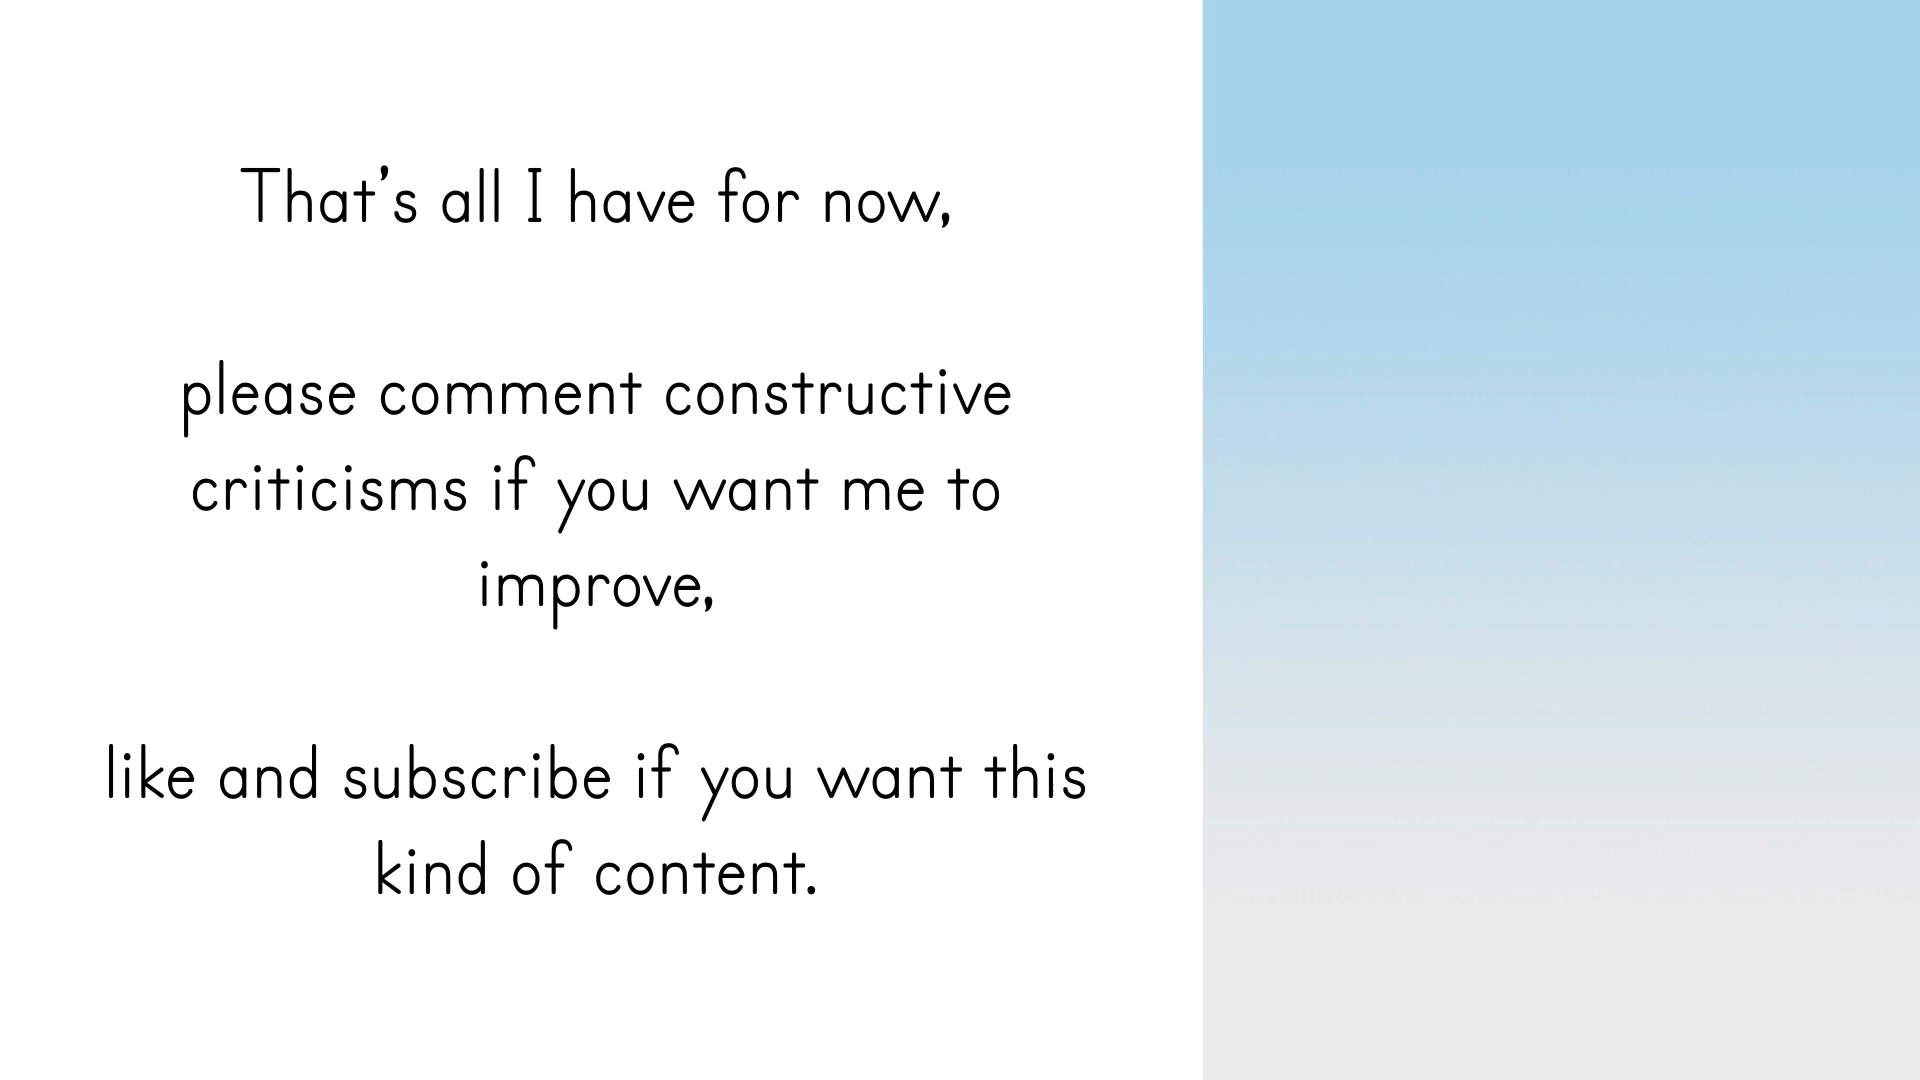 That’s all I have for now,
please comment constructive
criticisms if you want me to
improve,
like and subscribe if you want this
kind of content.